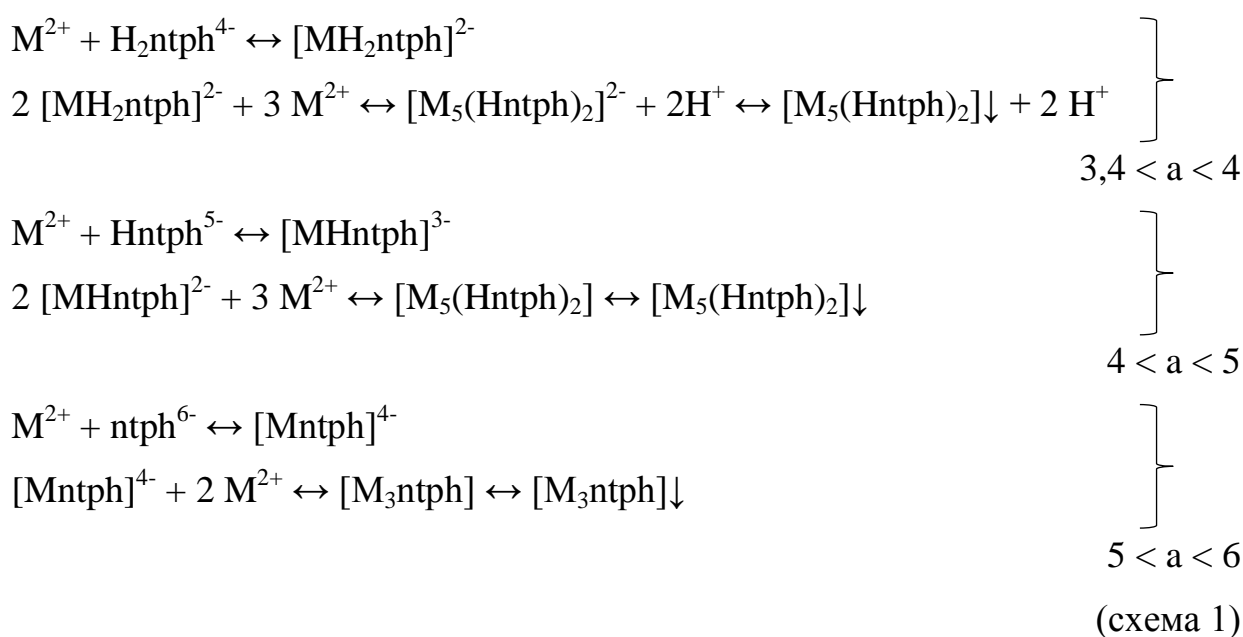 M²⁺ + H₂ntph⁴⁻ ↔ [MH₂ntph]²⁻
2 [MH₂ntph]²⁻ + 3 M²⁺ ↔ [M₅(Hntph)₂]²⁻ + 2H⁺ ↔ [M₅(Hntph)₂]↓ + 2 H⁺
3,4 < a < 4
M²⁺ + Hntph⁵⁻ ↔ [MHntph]³⁻
2 [MHntph]²⁻ + 3 M²⁺ ↔ [M₅(Hntph)₂] ↔ [M₅(Hntph)₂]↓
4 < a < 5
M²⁺ + ntph⁶⁻ ↔ [Mntph]⁴⁻
[Mntph]⁴⁻ + 2 M²⁺ ↔ [M₃ntph] ↔ [M₃ntph]↓
5 < a < 6
(схема 1)